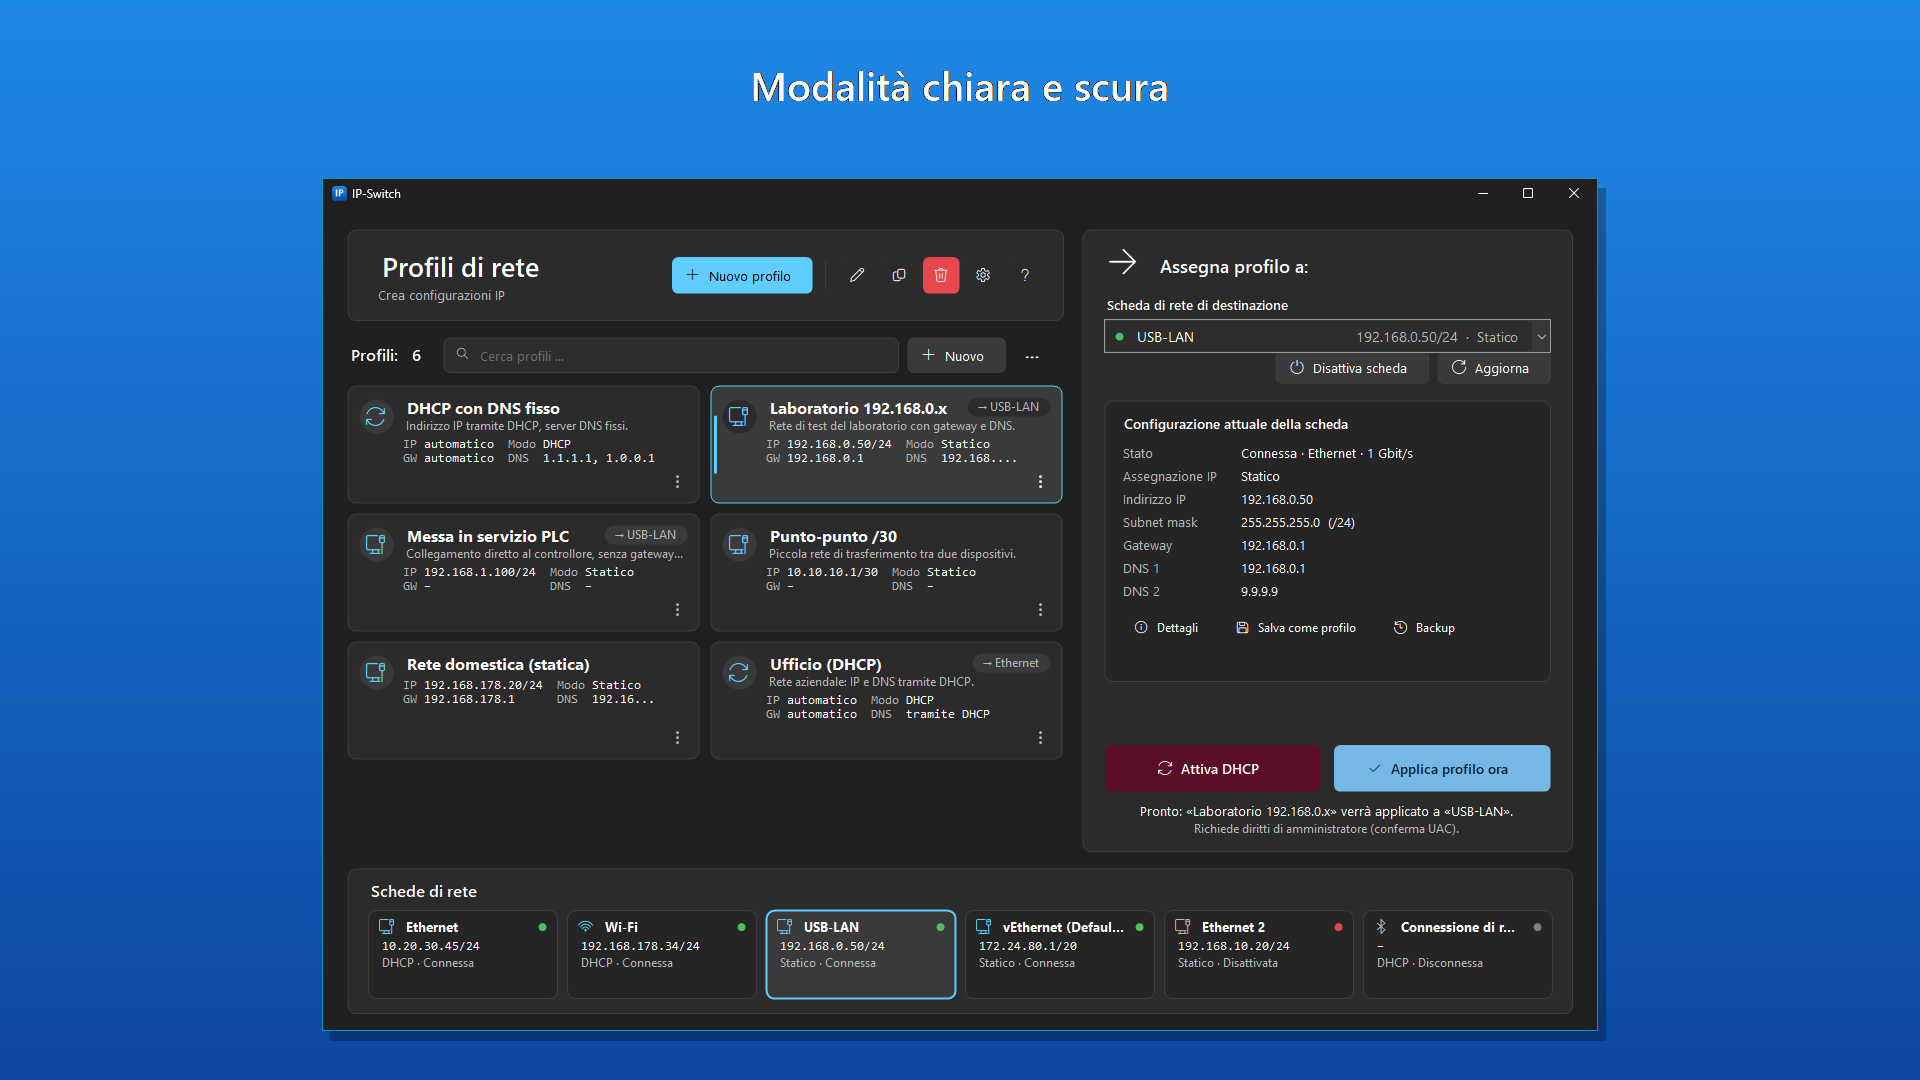 Modalità chiara e scura
IP IP-Switch
Profili di rete
Crea configurazioni IP
Nuovo profilo
?
Profili: 6
Cerca profili ...
Nuovo
DHCP con DNS fisso
Indirizzo IP tramite DHCP, server DNS fissi.
IP automatico Modo DHCP
GW automatico DNS 1.1.1.1, 1.0.0.1
Laboratorio 192.168.0.x → USB-LAN
Rete di test del laboratorio con gateway e DNS.
IP 192.168.0.50/24 Modo Statico
GW 192.168.0.1 DNS 192.168....
Messa in servizio PLC → USB-LAN
Collegamento diretto al controllore, senza gateway...
IP 192.168.1.100/24 Modo Statico
GW – DNS –
Punto-punto /30
Piccola rete di trasferimento tra due dispositivi.
IP 10.10.10.1/30 Modo Statico
GW – DNS –
Rete domestica (statica)
IP 192.168.178.20/24 Modo Statico
GW 192.168.178.1 DNS 192.16...
Ufficio (DHCP) → Ethernet
Rete aziendale: IP e DNS tramite DHCP.
IP automatico Modo DHCP
GW automatico DNS tramite DHCP
Assegna profilo a:
Scheda di rete di destinazione
USB-LAN 192.168.0.50/24 · Statico
Disattiva scheda
Aggiorna
Configurazione attuale della scheda
Stato Connessa · Ethernet · 1 Gbit/s
Assegnazione IP Statico
Indirizzo IP 192.168.0.50
Subnet mask 255.255.255.0 (/24)
Gateway 192.168.0.1
DNS 1 192.168.0.1
DNS 2 9.9.9.9
Dettagli
Salva come profilo
Backup
Attiva DHCP
Applica profilo ora
Pronto: «Laboratorio 192.168.0.x» verrà applicato a «USB-LAN».
Richiede diritti di amministratore (conferma UAC).
Schede di rete
Ethernet
10.20.30.45/24
DHCP · Connessa
Wi-Fi
192.168.178.34/24
DHCP · Connessa
USB-LAN
192.168.0.50/24
Statico · Connessa
vEthernet (Defaul...
172.24.80.1/20
Statico · Connessa
Ethernet 2
192.168.10.20/24
Statico · Disattivata
Connessione di r...
–
DHCP · Disconnessa